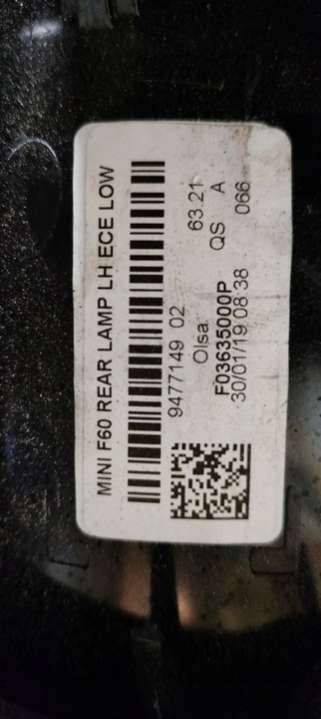 MINI F60 REAR LAMP LH ECE LOW
9477149 02
63.21 A
Olsa
QS 066
F03635000P
30/01/19 08:38